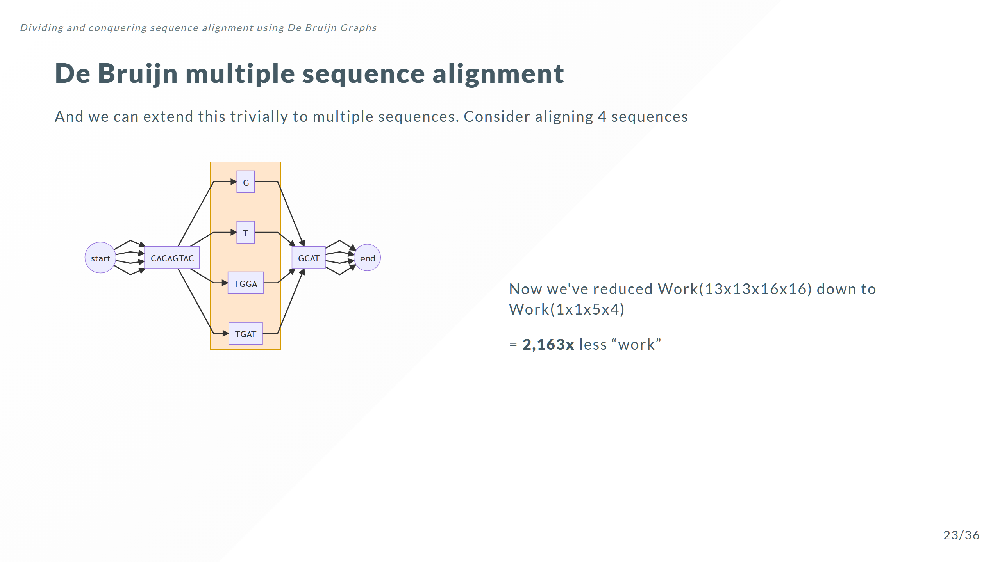 Dividing and conquering sequence alignment using De Bruijn Graphs
De Bruijn multiple sequence alignment
And we can extend this trivially to multiple sequences. Consider aligning 4 sequences
G
T
start
CACAGTAC
GCAT
end
TGGA
TGAT
Now we've reduced Work(13x13x16x16) down to
Work(1x1x5x4)
= 2,163x less “work”
23/36